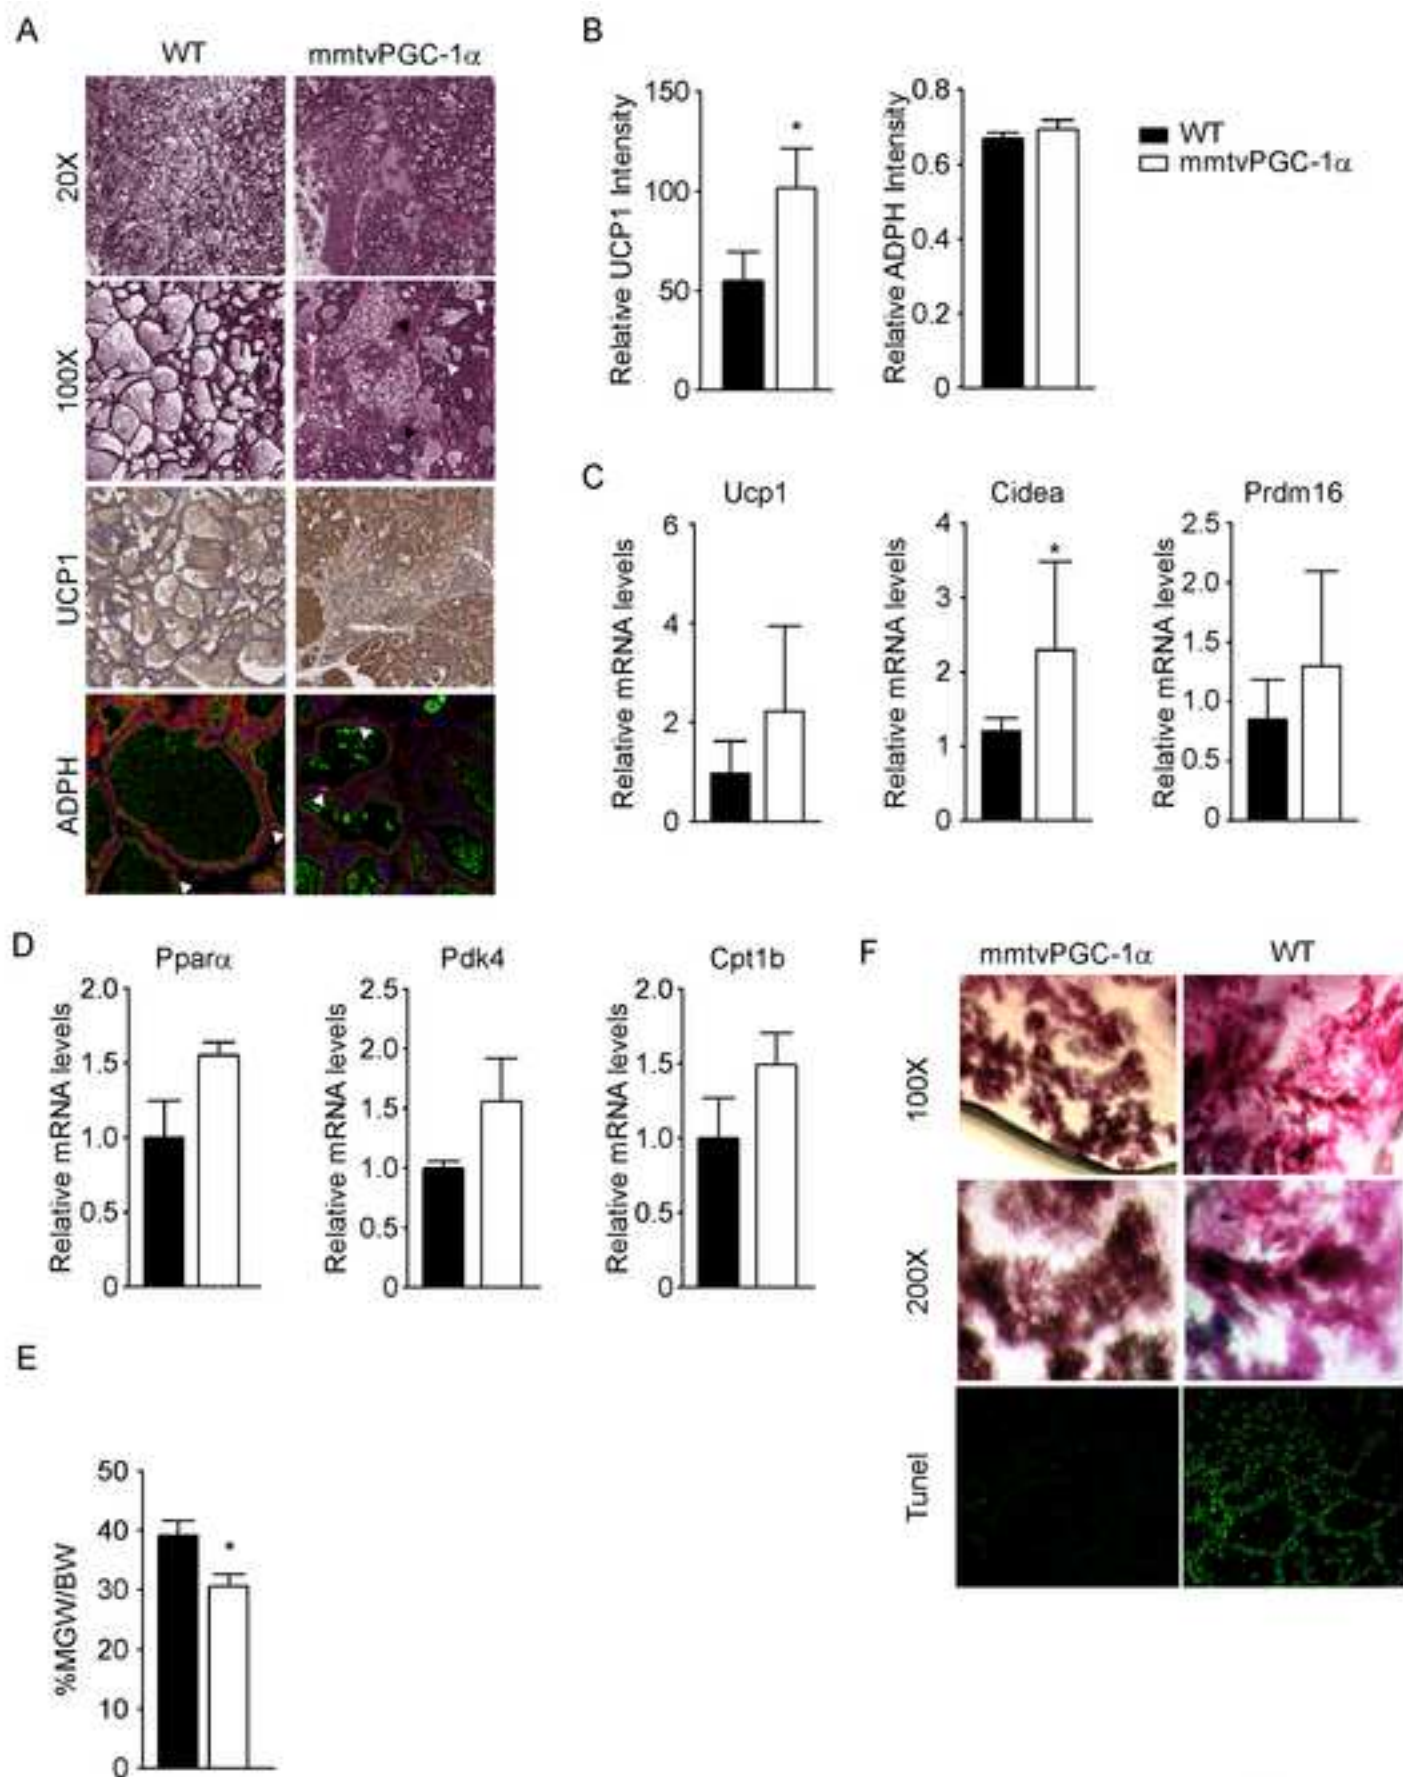 A
WT
mmtvPGC-1α
20X
100X
UCP1
ADPH
B
Relative UCP1 Intensity
150
100
50
0
*
Relative ADPH Intensity
0.8
0.6
0.4
0.2
0
WT
mmtvPGC-1α
C
Ucp1
Relative mRNA levels
6
4
2
0
Cidea
Relative mRNA levels
4
3
2
1
0
*
Prdm16
Relative mRNA levels
2.5
2.0
1.5
1.0
0.5
0
D
Pparα
Relative mRNA levels
2.0
1.5
1.0
0.5
0
Pdk4
Relative mRNA levels
2.5
2.0
1.5
1.0
0.5
0
Cpt1b
Relative mRNA levels
2.0
1.5
1.0
0.5
0
E
%MGW/BW
50
40
30
20
10
0
*
F
mmtvPGC-1α
WT
100X
200X
Tunel